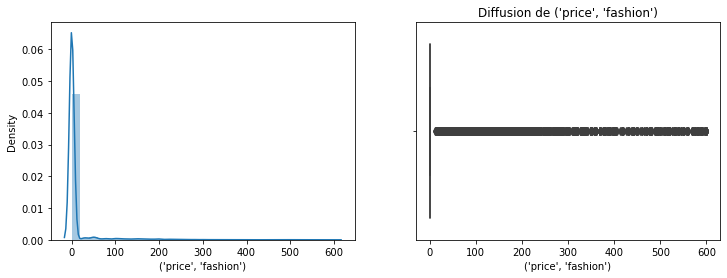 Diffusion de ('price', 'fashion')
Density
0.06
0.05
0.04
0.03
0.02
0.01
0.00
0 100 200 300 400 500 600
('price', 'fashion')
0 100 200 300 400 500 600
('price', 'fashion')